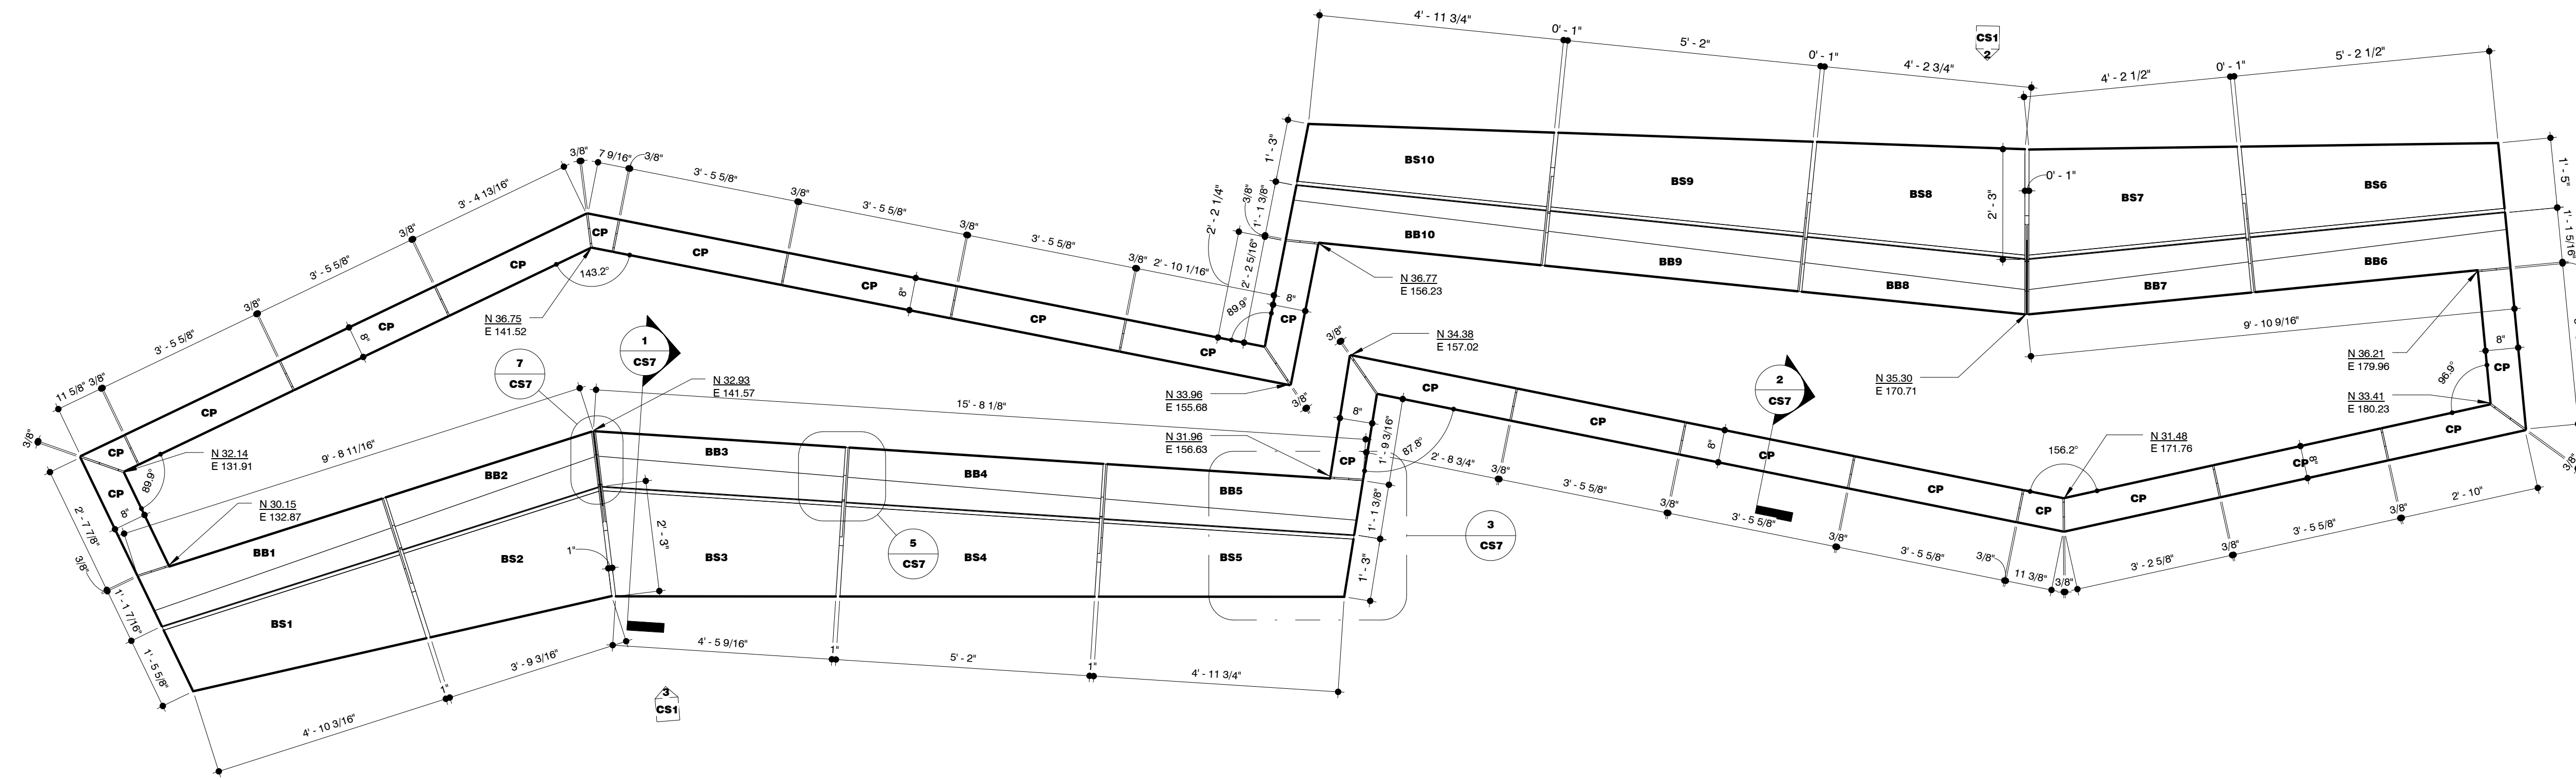 4' - 11 3/4"
0' - 1"
5' - 2"
0' - 1"
4' - 2 3/4"
CS1
2
4' - 2 1/2"
0' - 1"
5' - 2 1/2"
3/8"
7 9/16"
3/8"
3' - 5 5/8"
3/8"
3' - 5 5/8"
3/8"
3' - 5 5/8"
3/8"
2' - 10 1/16"
2' - 2 1/4"
3/8"
1' - 1 3/8"
1' - 3"
2' - 2 5/16"
89.9°
8"
CP
3' - 4 13/16"
3/8"
3' - 5 5/8"
3/8"
3' - 5 5/8"
3/8"
11 5/8"
3/8"
CP
CP
CP
CP
CP
CP
CP
CP
CP
CP
CP
8"
8"
8"
143.2°
89.9°
N 36.75
E 141.52
BS10
BS9
BS8
BS7
BS6
BB10
BB9
BB8
BB7
BB6
2' - 3"
0' - 1"
1' - 5"
1' - 1 5/16"
9' - 10 9/16"
8"
CP
96.9°
N 36.77
E 156.23
N 34.38
E 157.02
N 33.96
E 155.68
3/8"
3/8"
N 35.30
E 170.71
N 36.21
E 179.96
N 33.41
E 180.23
3/8"
7
CS7
1
CS7
N 32.93
E 141.57
15' - 8 1/8"
9' - 8 11/16"
N 32.14
E 131.91
N 30.15
E 132.87
2' - 7 7/8"
3/8"
1' - 1 7/16"
1' - 5 5/8"
BB1
BB2
BB3
BB4
BB5
BS1
BS2
BS3
BS4
BS5
1"
2' - 3"
5
CS7
3
CS7
2
CS7
N 31.96
E 156.63
8"
CP
1' - 9 3/16"
87.8°
1' - 1 3/8"
1' - 3"
CP
CP
CP
CP
CP
CP
CP
CP
8"
8"
156.2°
N 31.48
E 171.76
2' - 8 3/4"
3/8"
3' - 5 5/8"
3/8"
3' - 5 5/8"
3/8"
3' - 5 5/8"
3/8"
11 3/8"
3/8"
3' - 2 5/8"
3/8"
3' - 5 5/8"
3/8"
2' - 10"
4' - 10 3/16"
1"
3' - 9 3/16"
4' - 5 9/16"
1"
5' - 2"
1"
4' - 11 3/4"
3
CS1